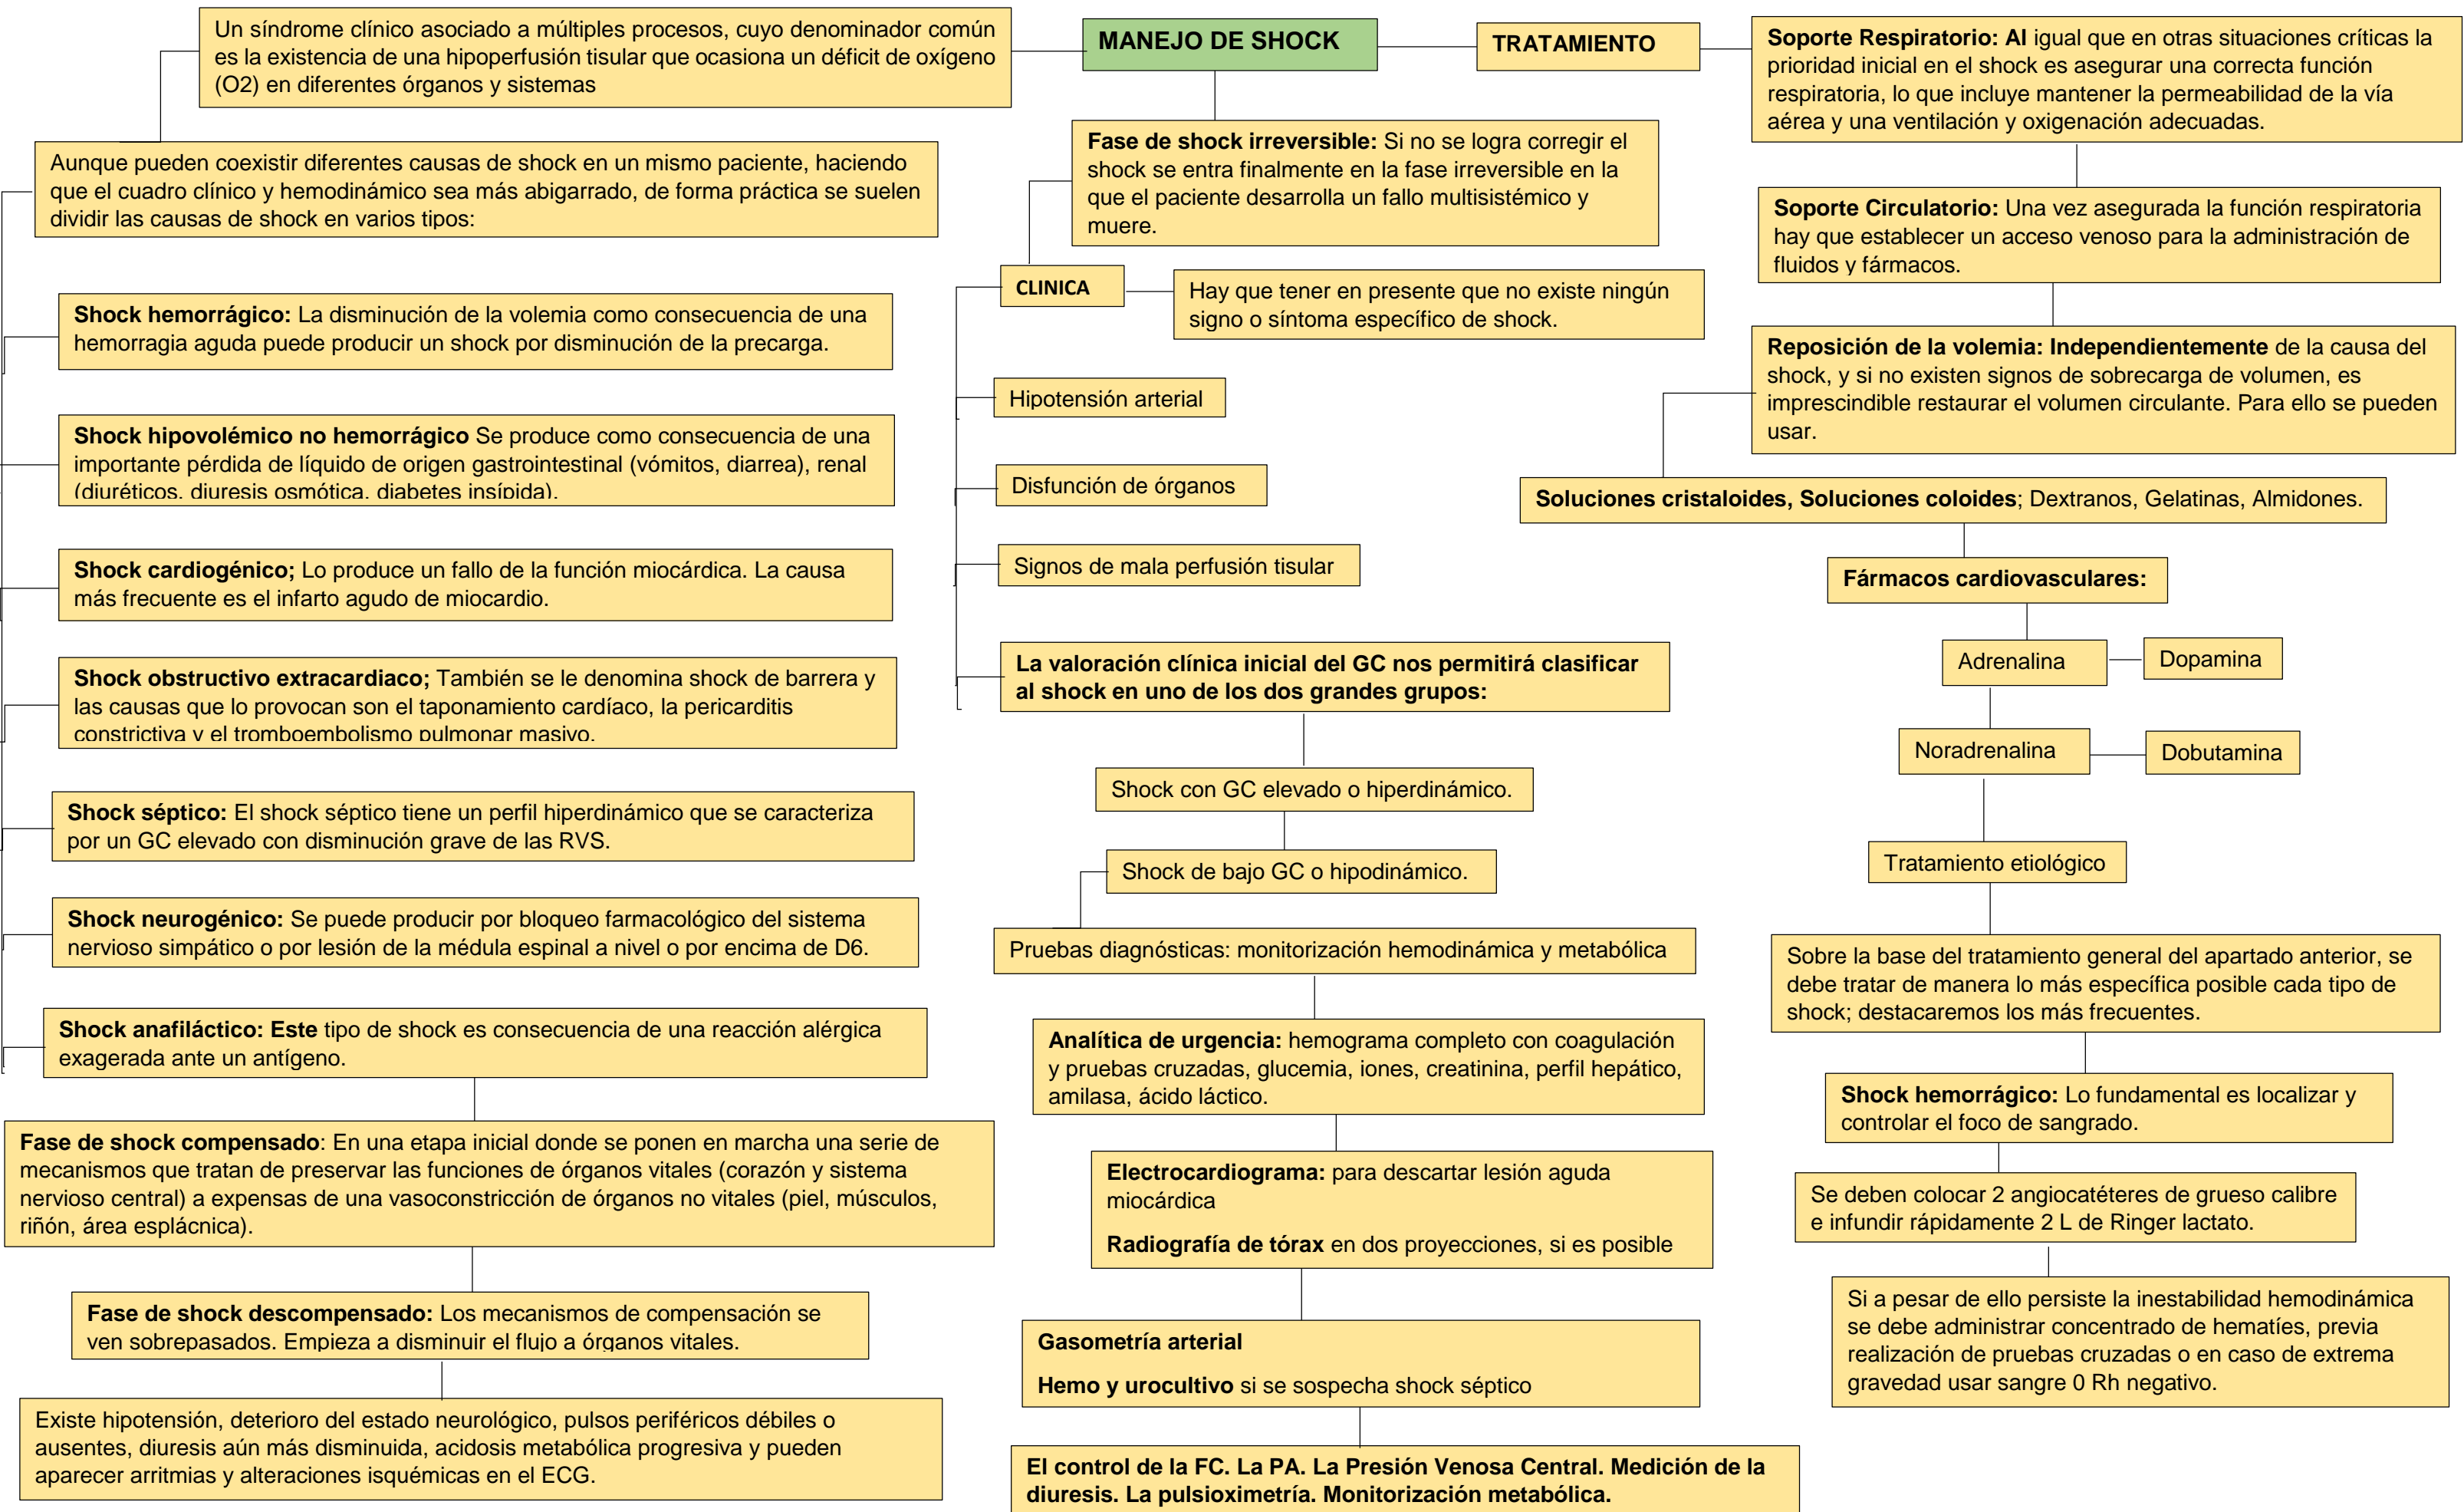 MANEJO DE SHOCK
Un síndrome clínico asociado a múltiples procesos, cuyo denominador común
es la existencia de una hipoperfusión tisular que ocasiona un déficit de oxígeno
(O2) en diferentes órganos y sistemas
Aunque pueden coexistir diferentes causas de shock en un mismo paciente, haciendo
que el cuadro clínico y hemodinámico sea más abigarrado, de forma práctica se suelen
dividir las causas de shock en varios tipos:
Shock hemorrágico: La disminución de la volemia como consecuencia de una
hemorragia aguda puede producir un shock por disminución de la precarga.
Shock hipovolémico no hemorrágico Se produce como consecuencia de una
importante pérdida de líquido de origen gastrointestinal (vómitos, diarrea), renal
(diuréticos, diuresis osmótica, diabetes insípida).
Shock cardiogénico; Lo produce un fallo de la función miocárdica. La causa
más frecuente es el infarto agudo de miocardio.
Shock obstructivo extracardiaco; También se le denomina shock de barrera y
las causas que lo provocan son el taponamiento cardíaco, la pericarditis
constrictiva y el tromboembolismo pulmonar masivo.
Shock séptico: El shock séptico tiene un perfil hiperdinámico que se caracteriza
por un GC elevado con disminución grave de las RVS.
Shock neurogénico: Se puede producir por bloqueo farmacológico del sistema
nervioso simpático o por lesión de la médula espinal a nivel o por encima de D6.
Shock anafiláctico: Este tipo de shock es consecuencia de una reacción alérgica
exagerada ante un antígeno.
Fase de shock compensado: En una etapa inicial donde se ponen en marcha una serie de
mecanismos que tratan de preservar las funciones de órganos vitales (corazón y sistema
nervioso central) a expensas de una vasoconstricción de órganos no vitales (piel, músculos,
riñón, área esplácnica).
Fase de shock descompensado: Los mecanismos de compensación se
ven sobrepasados. Empieza a disminuir el flujo a órganos vitales.
Existe hipotensión, deterioro del estado neurológico, pulsos periféricos débiles o
ausentes, diuresis aún más disminuida, acidosis metabólica progresiva y pueden
aparecer arritmias y alteraciones isquémicas en el ECG.
Fase de shock irreversible: Si no se logra corregir el
shock se entra finalmente en la fase irreversible en la
que el paciente desarrolla un fallo multisistémico y
muere.
CLINICA
Hay que tener en presente que no existe ningún
signo o síntoma específico de shock.
Hipotensión arterial
Disfunción de órganos
Signos de mala perfusión tisular
La valoración clínica inicial del GC nos permitirá clasificar
al shock en uno de los dos grandes grupos:
Shock con GC elevado o hiperdinámico.
Shock de bajo GC o hipodinámico.
Pruebas diagnósticas: monitorización hemodinámica y metabólica
Analítica de urgencia: hemograma completo con coagulación
y pruebas cruzadas, glucemia, iones, creatinina, perfil hepático,
amilasa, ácido láctico.
Electrocardiograma: para descartar lesión aguda
miocárdica
Radiografía de tórax en dos proyecciones, si es posible
Gasometría arterial
Hemo y urocultivo si se sospecha shock séptico
El control de la FC. La PA. La Presión Venosa Central. Medición de la
diuresis. La pulsioximetría. Monitorización metabólica.
TRATAMIENTO
Soporte Respiratorio: Al igual que en otras situaciones críticas la
prioridad inicial en el shock es asegurar una correcta función
respiratoria, lo que incluye mantener la permeabilidad de la vía
aérea y una ventilación y oxigenación adecuadas.
Soporte Circulatorio: Una vez asegurada la función respiratoria
hay que establecer un acceso venoso para la administración de
fluidos y fármacos.
Reposición de la volemia: Independientemente de la causa del
shock, y si no existen signos de sobrecarga de volumen, es
imprescindible restaurar el volumen circulante. Para ello se pueden
usar.
Soluciones cristaloides, Soluciones coloides; Dextranos, Gelatinas, Almidones.
Fármacos cardiovasculares:
Adrenalina
Dopamina
Noradrenalina
Dobutamina
Tratamiento etiológico
Sobre la base del tratamiento general del apartado anterior, se
debe tratar de manera lo más específica posible cada tipo de
shock; destacaremos los más frecuentes.
Shock hemorrágico: Lo fundamental es localizar y
controlar el foco de sangrado.
Se deben colocar 2 angiocatéteres de grueso calibre
e infundir rápidamente 2 L de Ringer lactato.
Si a pesar de ello persiste la inestabilidad hemodinámica
se debe administrar concentrado de hematíes, previa
realización de pruebas cruzadas o en caso de extrema
gravedad usar sangre 0 Rh negativo.